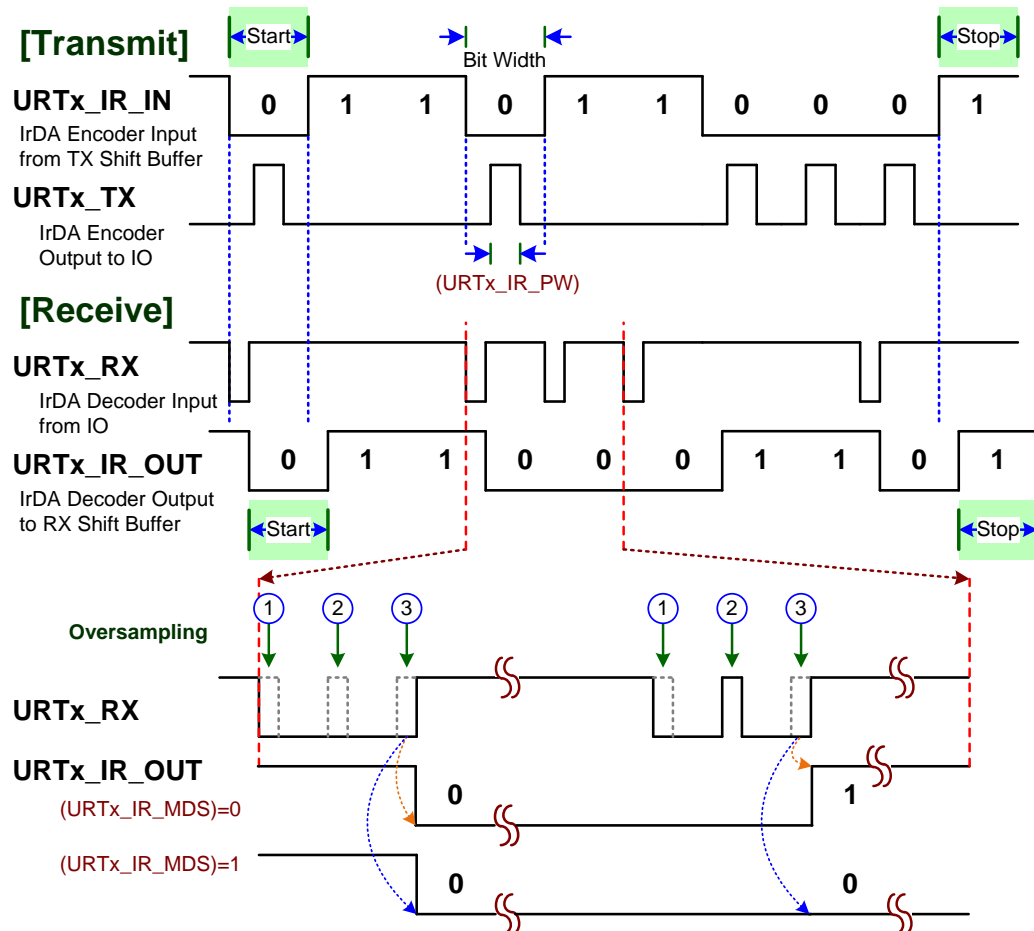 [Transmit]
Start
Bit Width
Stop
URTx_IR_IN
0 1 1 0 1 1 0 0 0 1
IrDA Encoder Input
from TX Shift Buffer
URTx_TX
IrDA Encoder
Output to IO
(URTx_IR_PW)
[Receive]
URTx_RX
IrDA Decoder Input
from IO
URTx_IR_OUT
0 1 1 0 0 0 1 1 0 1
IrDA Decoder Output
to RX Shift Buffer
Start
Stop
1 2 3 1 2 3
Oversampling
URTx_RX
URTx_IR_OUT
(URTx_IR_MDS)=0
0 1
(URTx_IR_MDS)=1
0 0